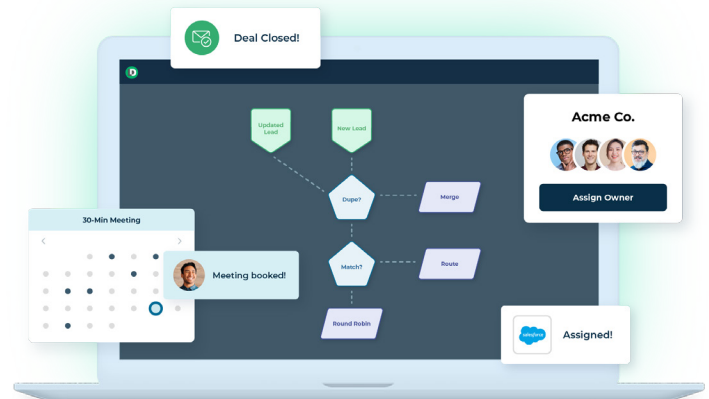 Deal Closed!
D
Updated
Lead
New Lead
Acme Co.
Assign Owner
Dupe?
Merge
30-Min Meeting
Meeting booked!
Match?
Route
Round Robin
salesforce
Assigned!